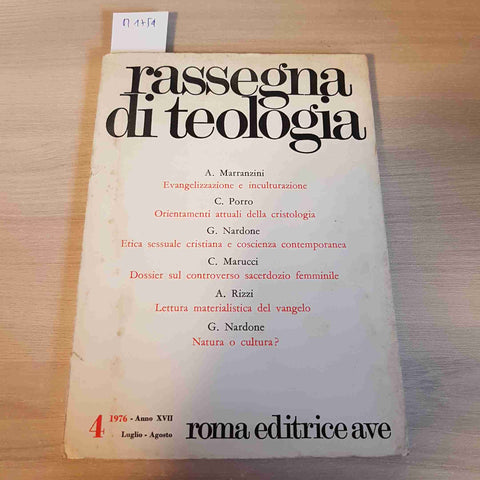 rassegna
di teologia
A. Marranzini
Evangelizzazione e inculturazione
C. Porro
Orientamenti attuali della cristologia
G. Nardone
Etica sessuale cristiana e coscienza contemporanea
C. Marucci
Dossier sul controverso sacerdozio femminile
A. Rizzi
Lettura materialistica del vangelo
G. Nardone
Natura o cultura?
4 1976 - Anno XVII
Luglio - Agosto
roma editrice ave